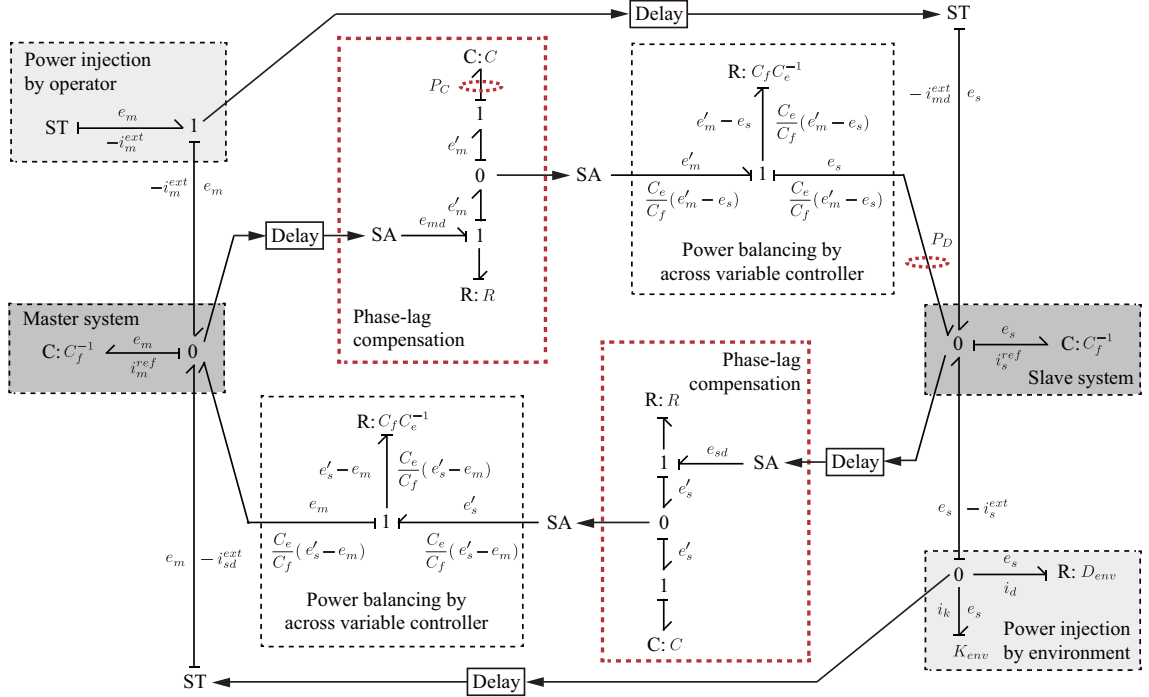 Delay
ST
Power injection
by operator
ST
e_m
-i_m^{ext}
1
C: C
P_C
1
e'_m
0
e'_m
e_{md}
1
R: R
Phase-lag
compensation
R: C_f C_e^{-1}
e'_m - e_s
\frac{C_e}{C_f}(e'_m - e_s)
SA
e'_m
1
e_s
\frac{C_e}{C_f}(e'_m - e_s)
\frac{C_e}{C_f}(e'_m - e_s)
Power balancing by
across variable controller
-i_{md}^{ext}
e_s
-i_m^{ext}
e_m
Delay
SA
P_D
Master system
C: C_f^{-1}
e_m
i_m^{ref}
0
0
e_s
i_s^{ref}
C: C_f^{-1}
Slave system
Phase-lag
compensation
R: R
1
e_{sd}
SA
Delay
e'_s
0
e'_s
1
C: C
R: C_f C_e^{-1}
e'_s - e_m
\frac{C_e}{C_f}(e'_s - e_m)
e_m
1
e'_s
SA
\frac{C_e}{C_f}(e'_s - e_m)
\frac{C_e}{C_f}(e'_s - e_m)
Power balancing by
across variable controller
e_m
-i_{sd}^{ext}
e_s
-i_s^{ext}
0
e_s
i_d
R: D_{env}
i_k
e_s
K_{env}
Power injection
by environment
ST
Delay